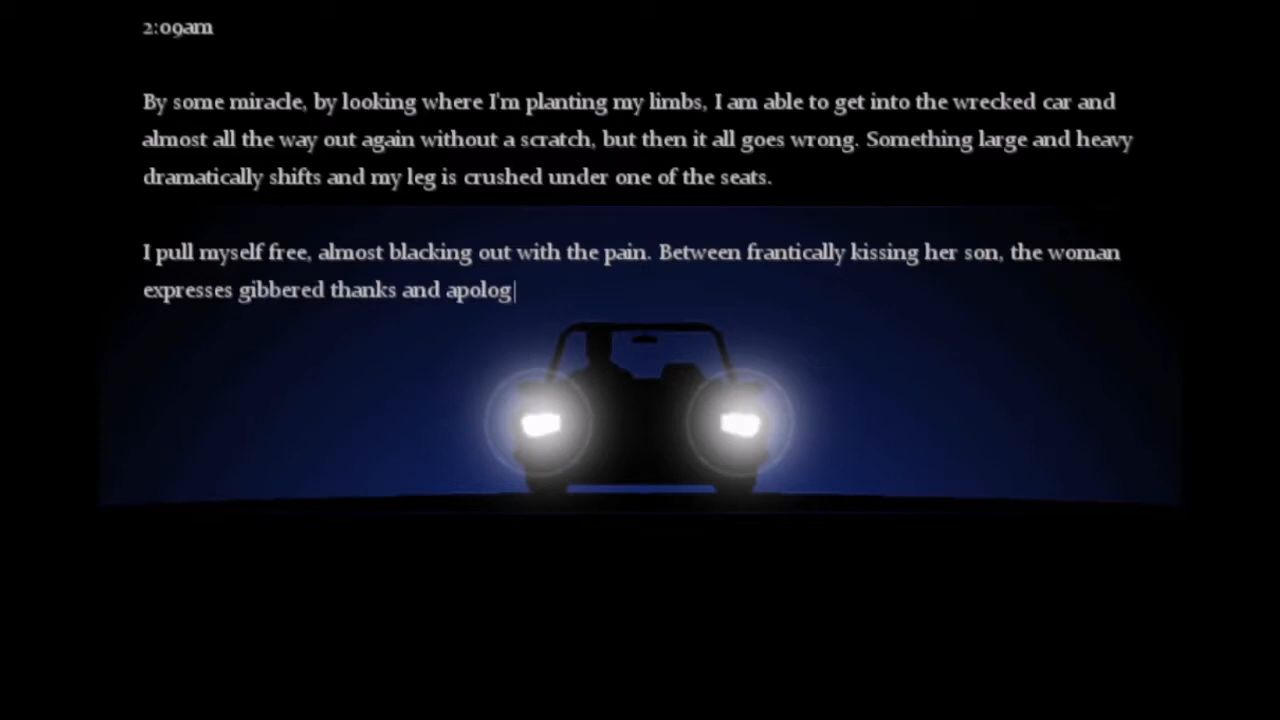 2:09am
By some miracle, by looking where I'm planting my limbs, I am able to get into the wrecked car and
almost all the way out again without a scratch, but then it all goes wrong. Something large and heavy
dramatically shifts and my leg is crushed under one of the seats.
I pull myself free, almost blacking out with the pain. Between frantically kissing her son, the woman
expresses gibbered thanks and apolog